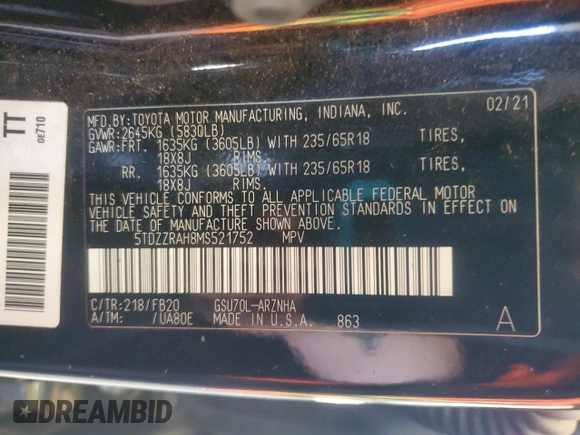 MFD.BY:TOYOTA MOTOR MANUFACTURING, INDIANA, INC. 02/21
GVWR:2645KG (5830LB)
GAWR:FRT. 1635KG (3605LB) WITH 235/65R18 TIRES,
18X8J RIMS,
RR. 1635KG (3605LB) WITH 235/65R18 TIRES,
18X8J RIMS.
THIS VEHICLE CONFORMS TO ALL APPLICABLE FEDERAL MOTOR
VEHICLE SAFETY AND THEFT PREVENTION STANDARDS IN EFFECT ON
THE DATE OF MANUFACTURE SHOWN ABOVE.
5TDZZRAH8MS521752 MPV
C/TR:218/FB20 GSU70L-ARZNHA
A/TM: /UA80E MADE IN U.S.A. 863 A
TT
0E710
DREAMBID